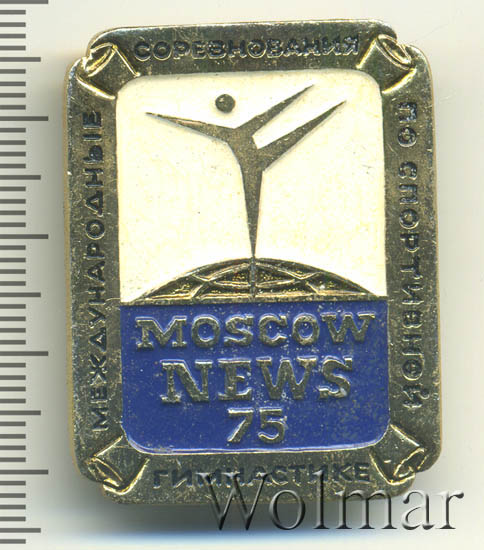 МЕЖДУНАРОДНЫЕ
СОРЕВНОВАНИЯ
ПО СПОРТИВНОЙ
ГИМНАСТИКЕ
MOSCOW
NEWS
75
Wolmar